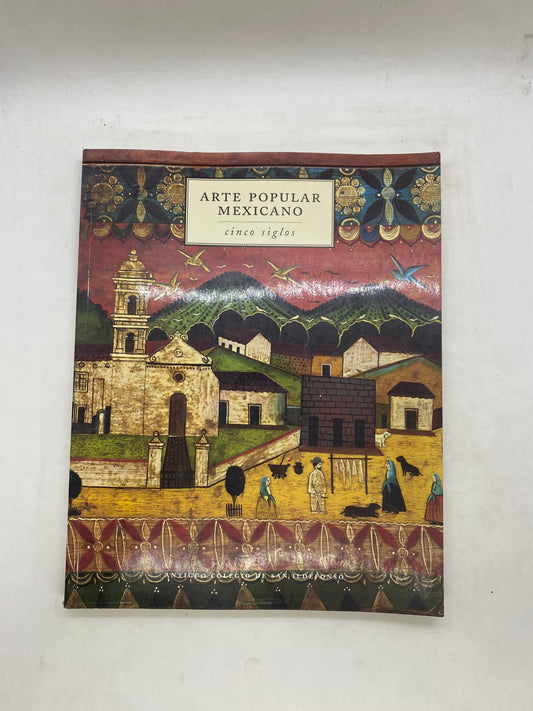 ARTE POPULAR
MEXICANO
cinco siglos
ANTIGUO COLEGIO DE SAN ILDEFONSO